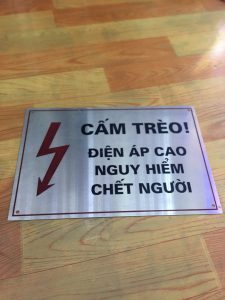 CẤM TRÈO!
ĐIỆN ÁP CAO
NGUY HIỂM
CHẾT NGƯỜI